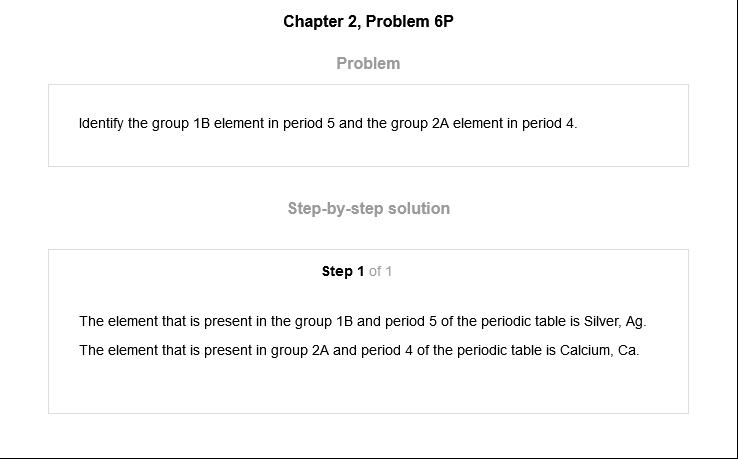 Chapter 2, Problem 6P
Problem
Identify the group 1B element in period 5 and the group 2A element in period 4.
Step-by-step solution
Step 1 of 1
The element that is present in the group 1B and period 5 of the periodic table is Silver, Ag.
The element that is present in group 2A and period 4 of the periodic table is Calcium, Ca.